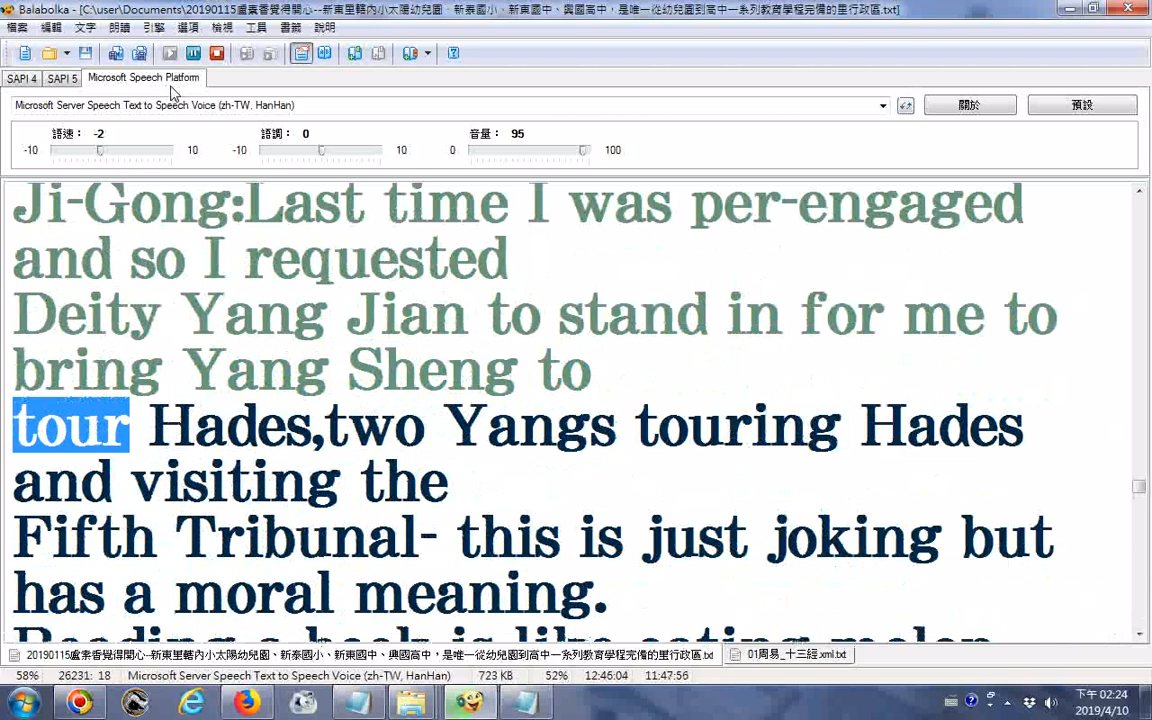 Balabolka - [C:\user\Documents\20190115盧素香覺得開心--新東里轄內小太陽幼兒園、新泰國小、新東國中、興國高中，是唯一從幼兒園到高中一系列教育學程完備的里行政區.txt]
檔案 編輯 文字 朗讀 引擎 選項 檢視 工具 書籤 說明
SAPI 4 SAPI 5 Microsoft Speech Platform
Microsoft Server Speech Text to Speech Voice (zh-TW, HanHan) 關於 預設
語速： -2 語調： 0 音量： 95
-10 10 -10 10 0 100
Ji-Gong:Last time I was per-engaged
and so I requested
Deity Yang Jian to stand in for me to
bring Yang Sheng to
tour Hades,two Yangs touring Hades
and visiting the
Fifth Tribunal- this is just joking but
has a moral meaning.
Reading a book is like eating melon
20190115盧素香覺得開心--新東里轄內小太陽幼兒園、新泰國小、新東國中、興國高中，是唯一從幼兒園到高中一系列教育學程完備的里行政區.txt 01周易_十三經.xml.txt
58% 26231: 18 Microsoft Server Speech Text to Speech Voice (zh-TW, HanHan) 723 KB 52% 12:46:04 11:47:56
下午 02:24
2019/4/10